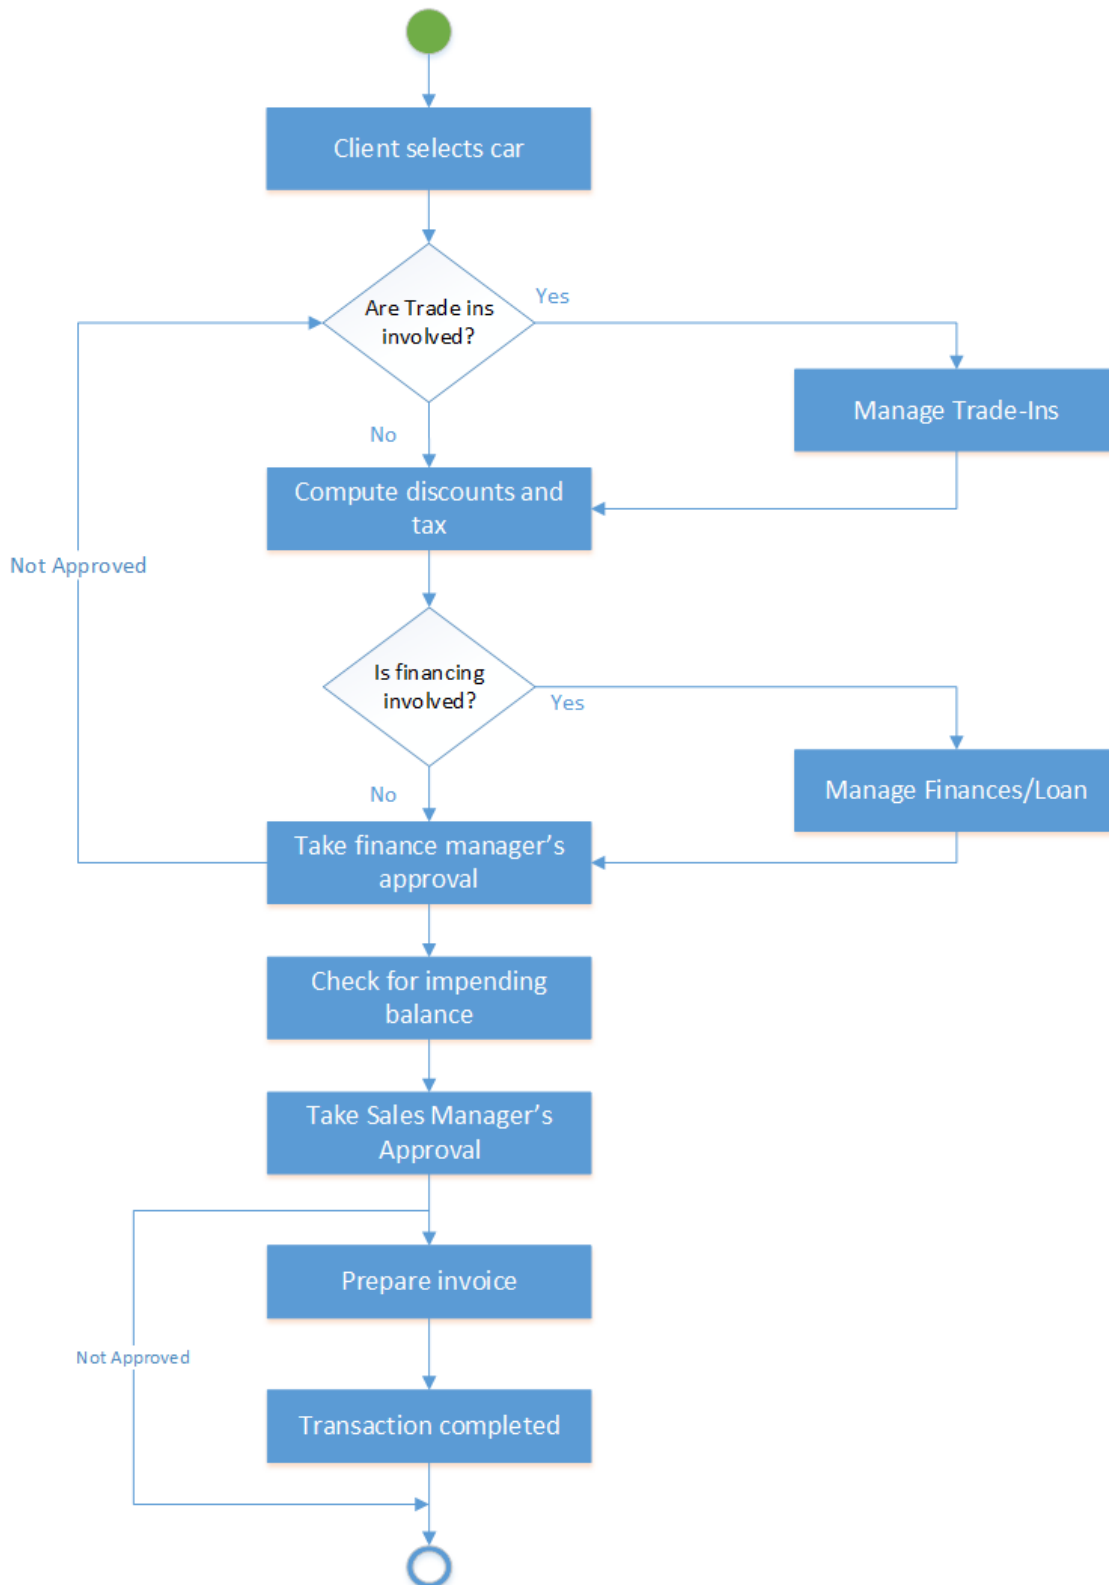 Client selects car
Are Trade ins
involved?
Yes
Manage Trade-Ins
No
Compute discounts and
tax
Not Approved
Is financing
involved?
Yes
Manage Finances/Loan
No
Take finance manager’s
approval
Check for impending
balance
Take Sales Manager’s
Approval
Prepare invoice
Not Approved
Transaction completed